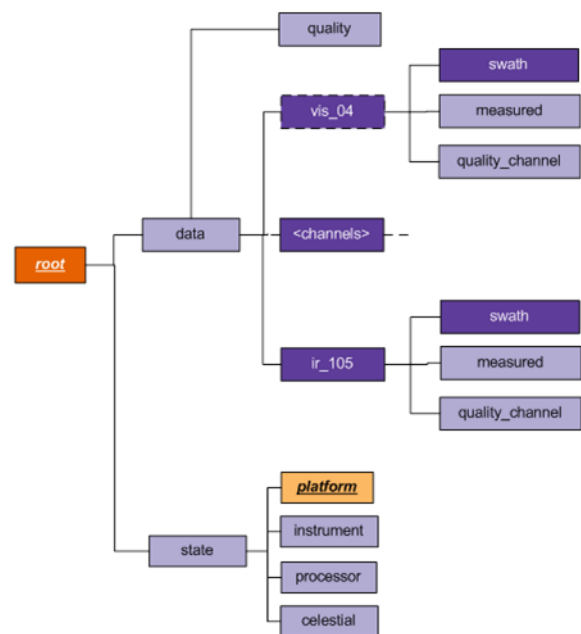 quality
swath
vis_04
measured
quality_channel
data
<channels>
root
swath
ir_105
measured
quality_channel
platform
instrument
state
processor
celestial